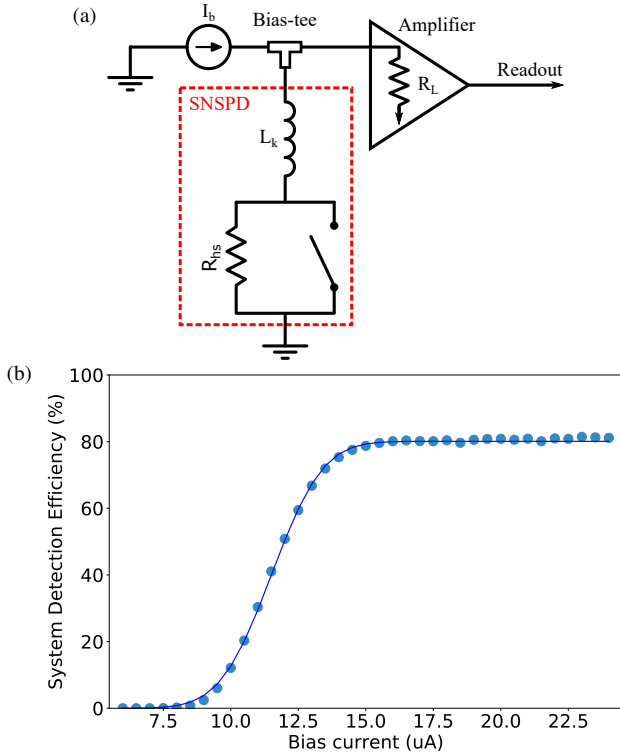 (a)
I_b
Bias-tee
Amplifier
SNSPD
R_L
Readout
L_k
R_hs
(b)
System Detection Efficiency (%)
100
80
60
40
20
0
7.5 10.0 12.5 15.0 17.5 20.0 22.5
Bias current (uA)